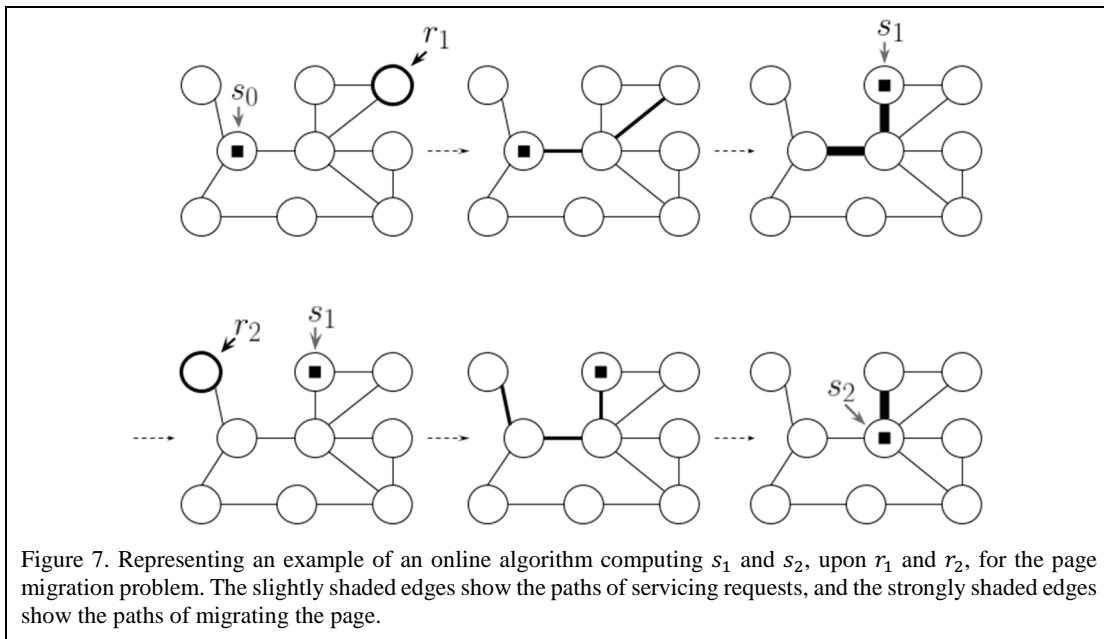 r₁
s₀
s₁
r₂
s₁
s₂
Figure 7. Representing an example of an online algorithm computing s₁ and s₂, upon r₁ and r₂, for the page
migration problem. The slightly shaded edges show the paths of servicing requests, and the strongly shaded edges
show the paths of migrating the page.